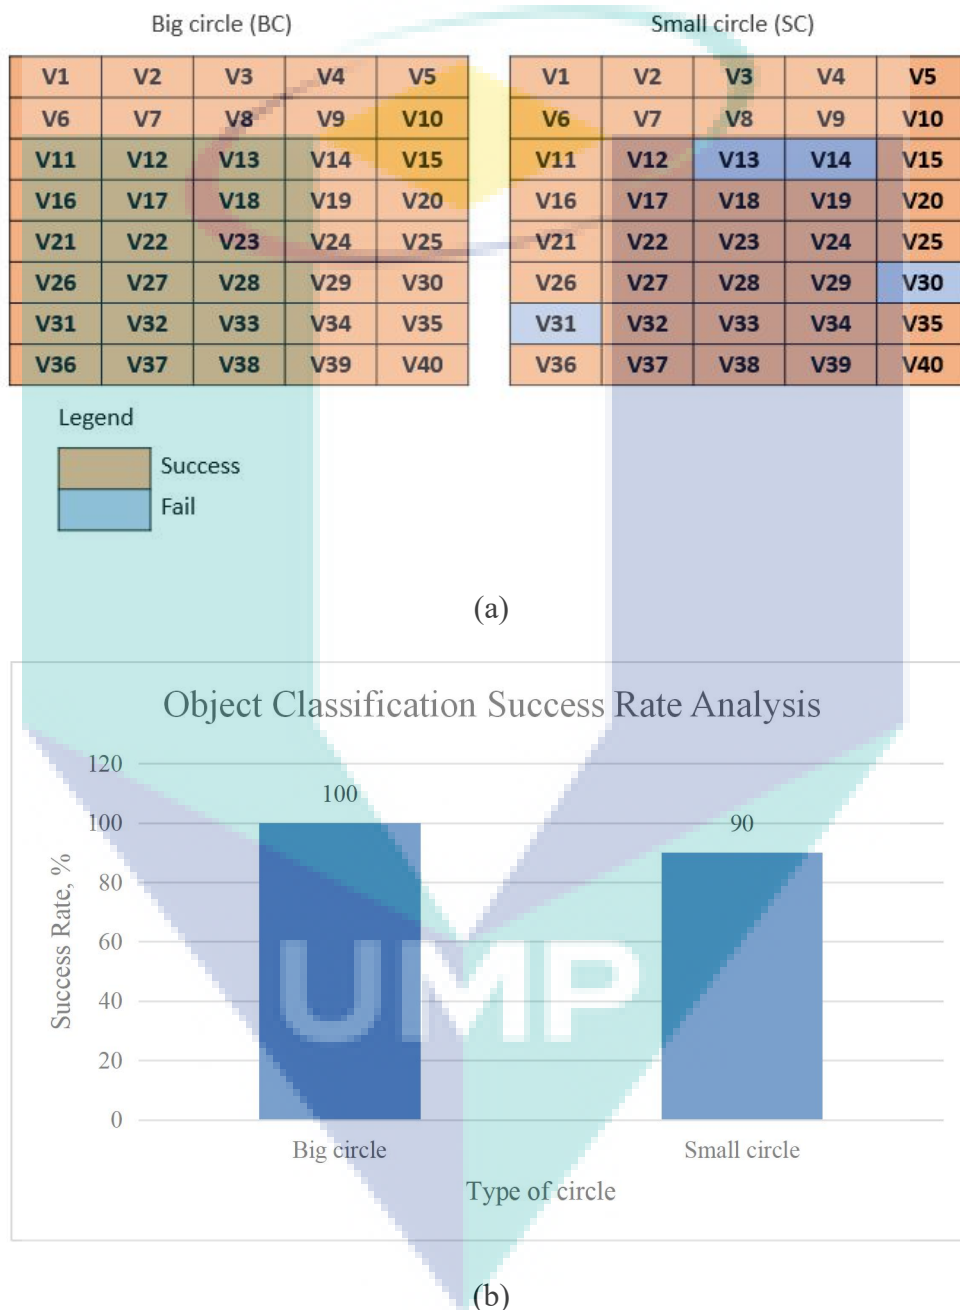 Big circle (BC) Small circle (SC)
V1 V2 V3 V4 V5 V1 V2 V3 V4 V5
V6 V7 V8 V9 V10 V6 V7 V8 V9 V10
V11 V12 V13 V14 V15 V11 V12 V13 V14 V15
V16 V17 V18 V19 V20 V16 V17 V18 V19 V20
V21 V22 V23 V24 V25 V21 V22 V23 V24 V25
V26 V27 V28 V29 V30 V26 V27 V28 V29 V30
V31 V32 V33 V34 V35 V31 V32 V33 V34 V35
V36 V37 V38 V39 V40 V36 V37 V38 V39 V40
Legend
Success
Fail
(a)
Object Classification Success Rate Analysis
Success Rate, %
120
100
80
60
40
20
0
100
90
UMP
Big circle Small circle
Type of circle
(b)